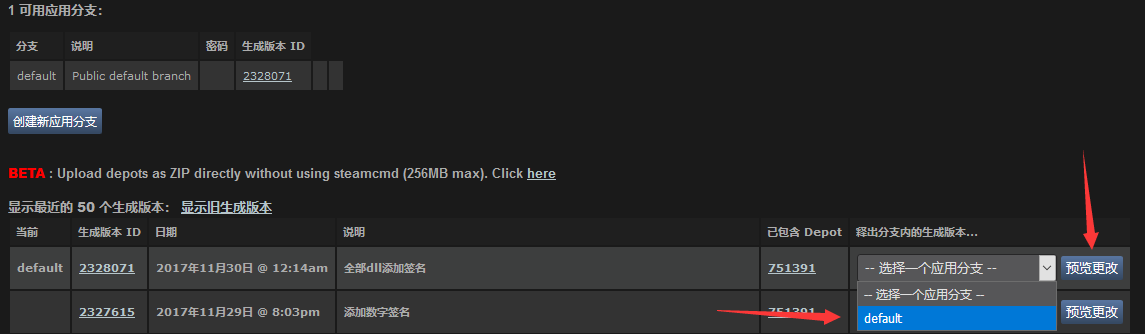 1 可用应用分支：
分支 说明 密码 生成版本 ID
default Public default branch 2328071
创建新应用分支
BETA : Upload depots as ZIP directly without using steamcmd (256MB max). Click here
显示最近的 50 个生成版本： 显示旧生成版本
当前 生成版本 ID 日期 说明 已包含 Depot 释出分支内的生成版本...
default 2328071 2017年11月30日 @ 12:14am 全部dll添加签名 751391 -- 选择一个应用分支 -- 预览更改
-- 选择一个应用分支 --
2327615 2017年11月29日 @ 8:03pm 添加数字签名 751391 default 预览更改